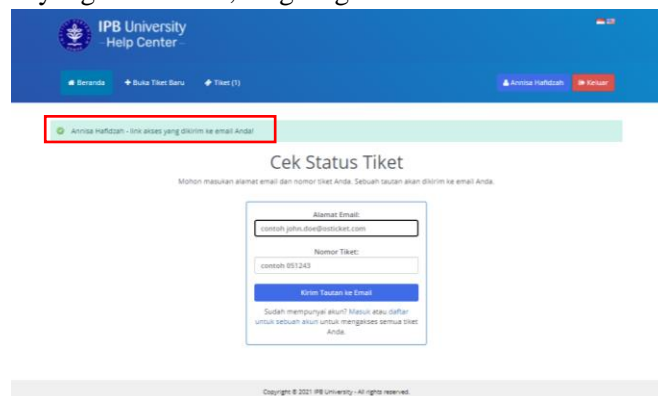 IPB University
Help Center
Beranda + Buka Tiket Baru Tiket (1) Annisa Hafidzah Keluar
Annisa Hafidzah - link akses yang dikirim ke email Anda!
Cek Status Tiket
Mohon masukan alamat email dan nomor tiket Anda. Sebuah tautan akan dikirim ke email Anda.
Alamat Email:
contoh john.doe@osticket.com
Nomor Tiket:
contoh 051243
Kirim Tautan ke Email
Sudah mempunyai akun? Masuk atau daftar
untuk sebuah akun untuk mengakses semua tiket
Anda.
Copyright © 2021 IPB University - All rights reserved.